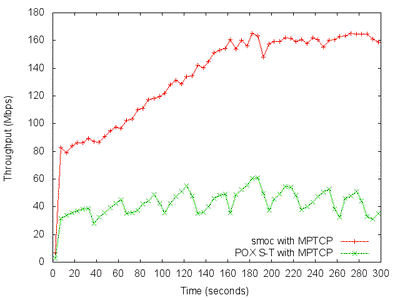 180
160
140
120
100
80
60
40
20
0
Throughput (Mbps)
0 20 40 60 80 100 120 140 160 180 200 220 240 260 280 300
Time (seconds)
smoc with MPTCP
POX S-T with MPTCP